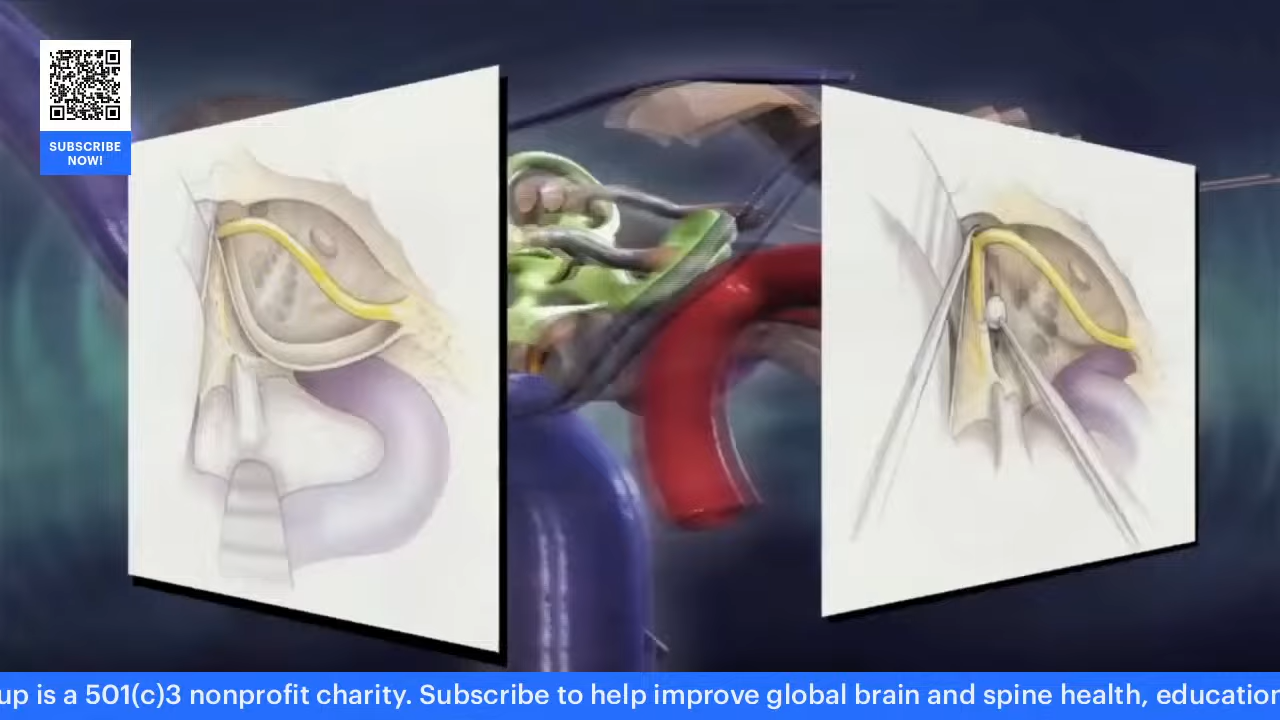 SUBSCRIBE
NOW!
up is a 501(c)3 nonprofit charity. Subscribe to help improve global brain and spine health, education